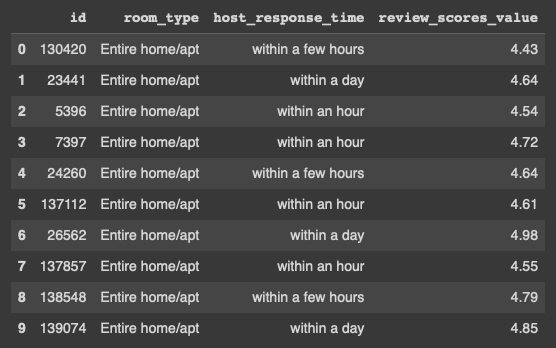 id room_type host_response_time review_scores_value
0 130420 Entire home/apt within a few hours 4.43
1 23441 Entire home/apt within a day 4.64
2 5396 Entire home/apt within an hour 4.54
3 7397 Entire home/apt within an hour 4.72
4 24260 Entire home/apt within a few hours 4.64
5 137112 Entire home/apt within an hour 4.61
6 26562 Entire home/apt within a day 4.98
7 137857 Entire home/apt within an hour 4.55
8 138548 Entire home/apt within a few hours 4.79
9 139074 Entire home/apt within a day 4.85